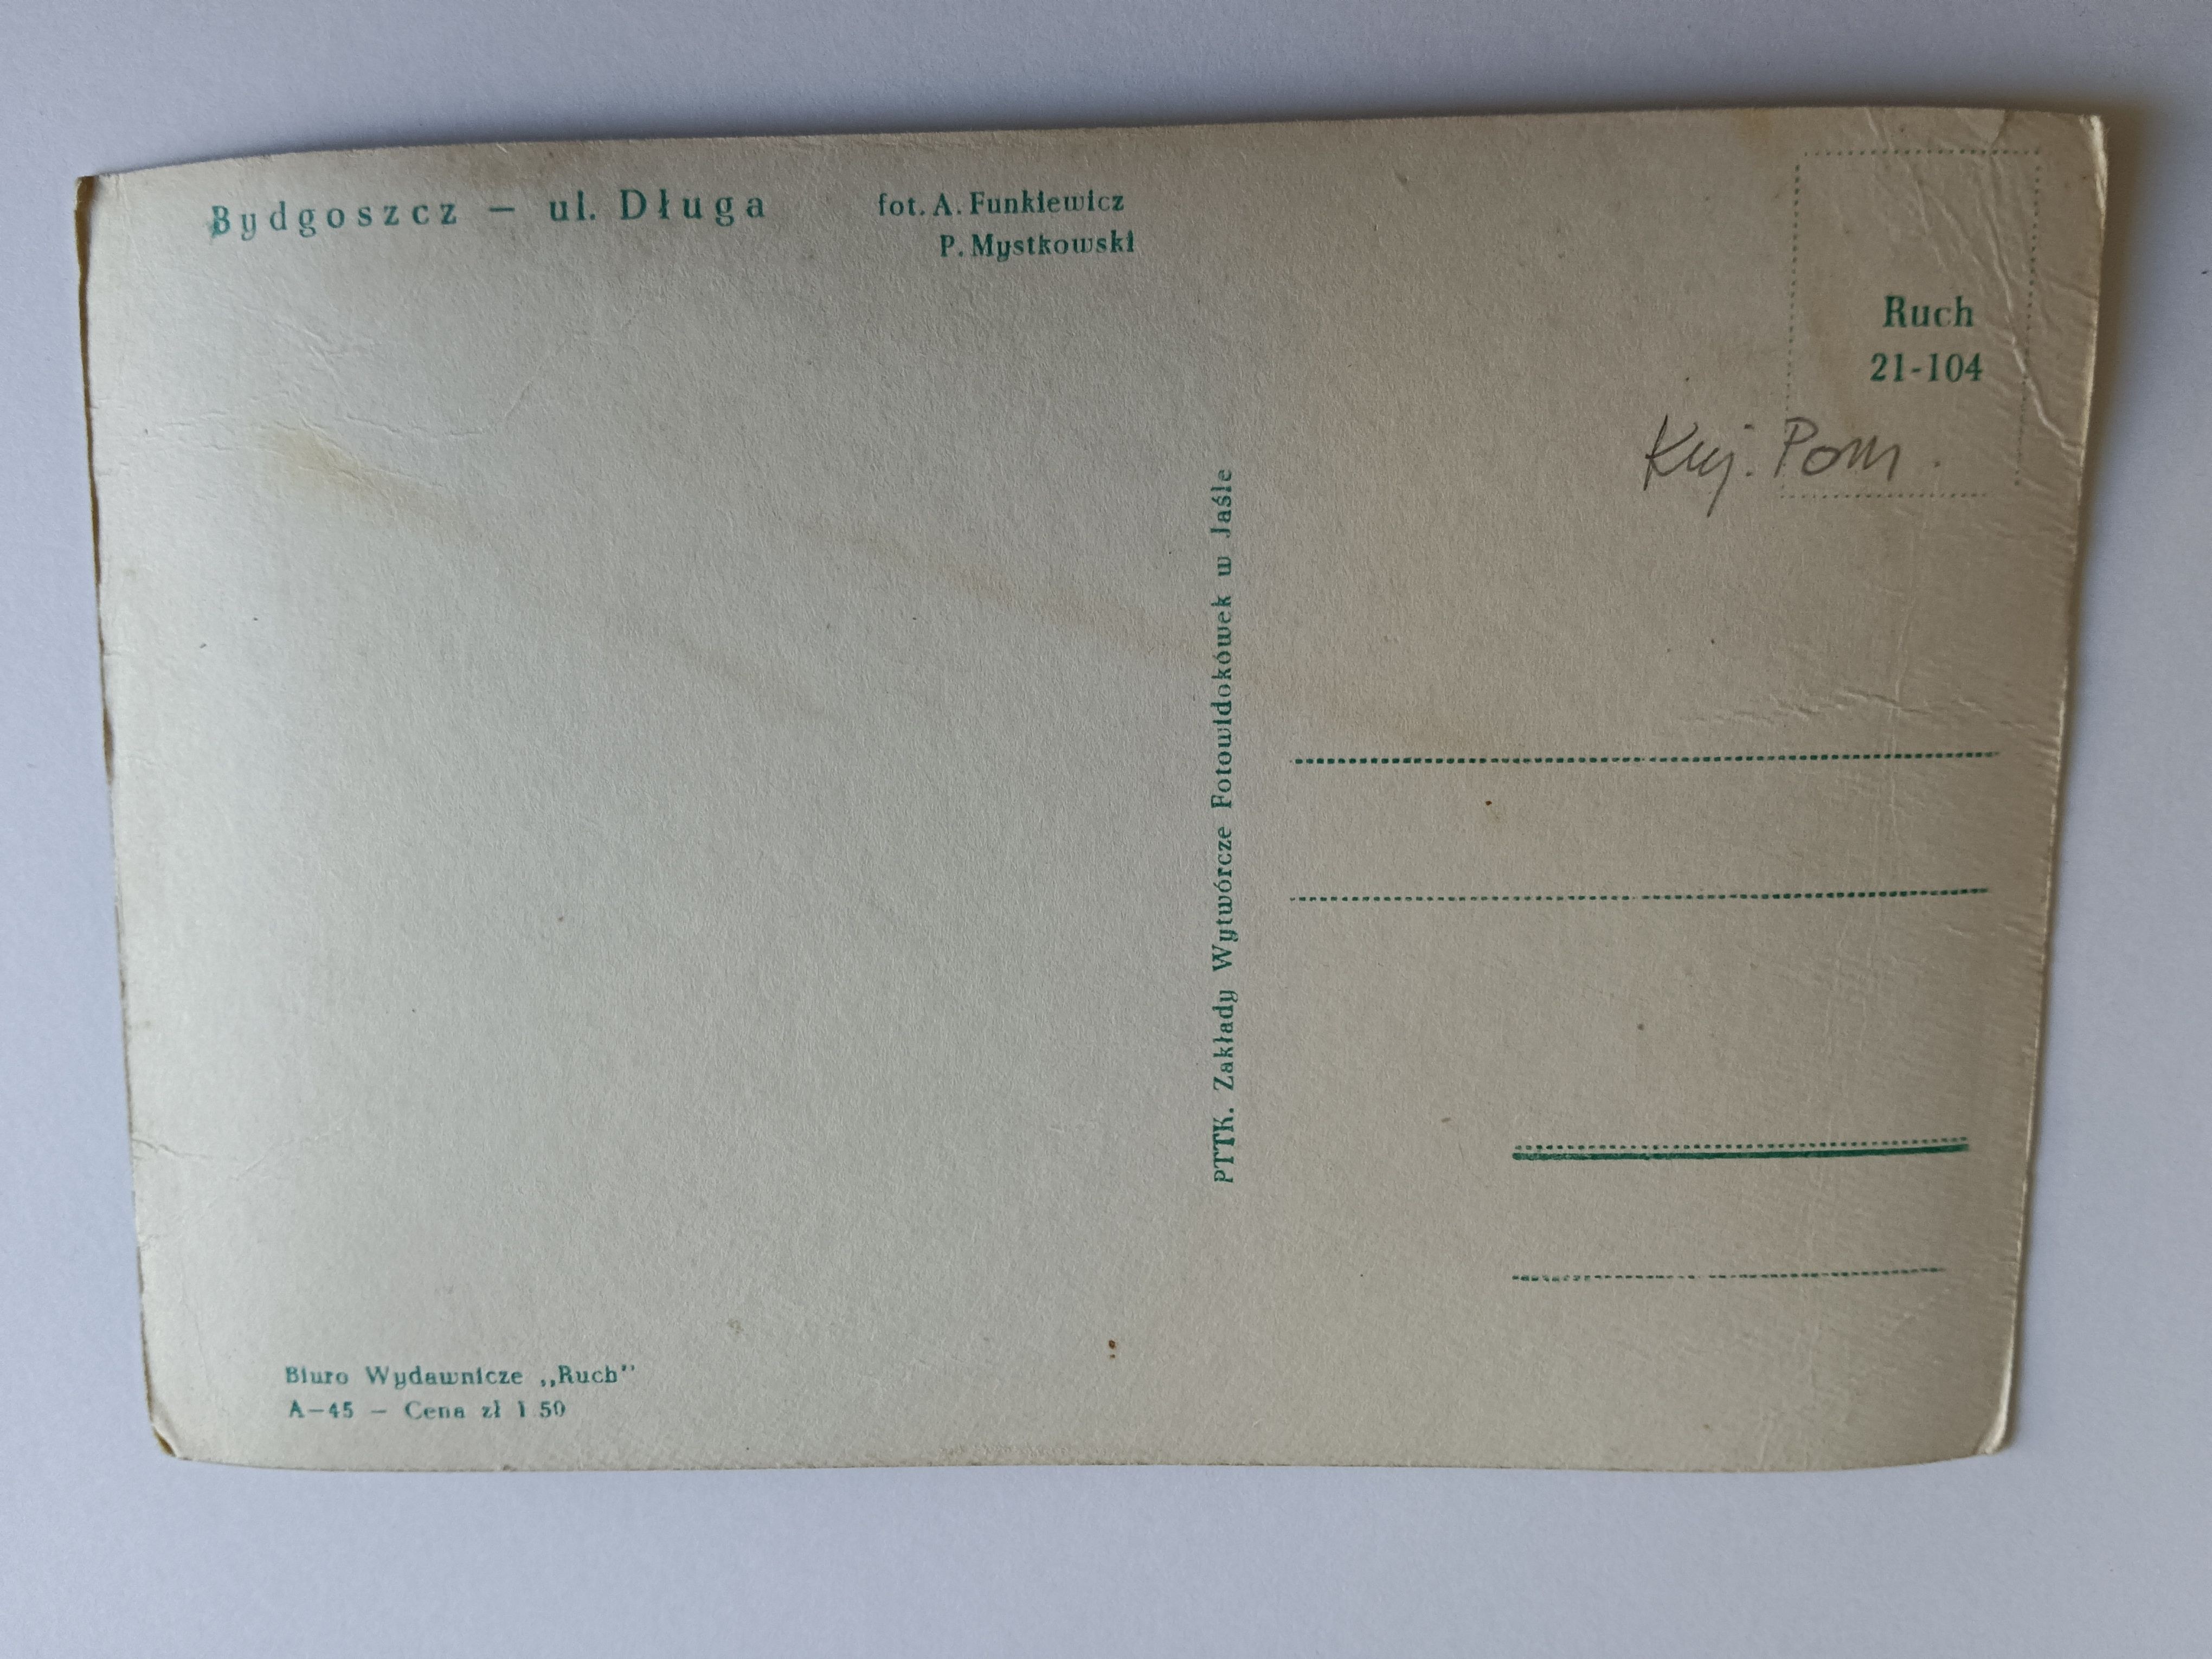 Bydgoszcz — ul. Długa
fot. A. Funkiewicz
P. Mystkowski
Ruch
21-104
Kuj. Pom.
PTTK. Zakłady Wytwórcze Fotowidokówek w Jaśle
Biuro Wydawnicze „Ruch”
A—45 — Cena zł 1.50